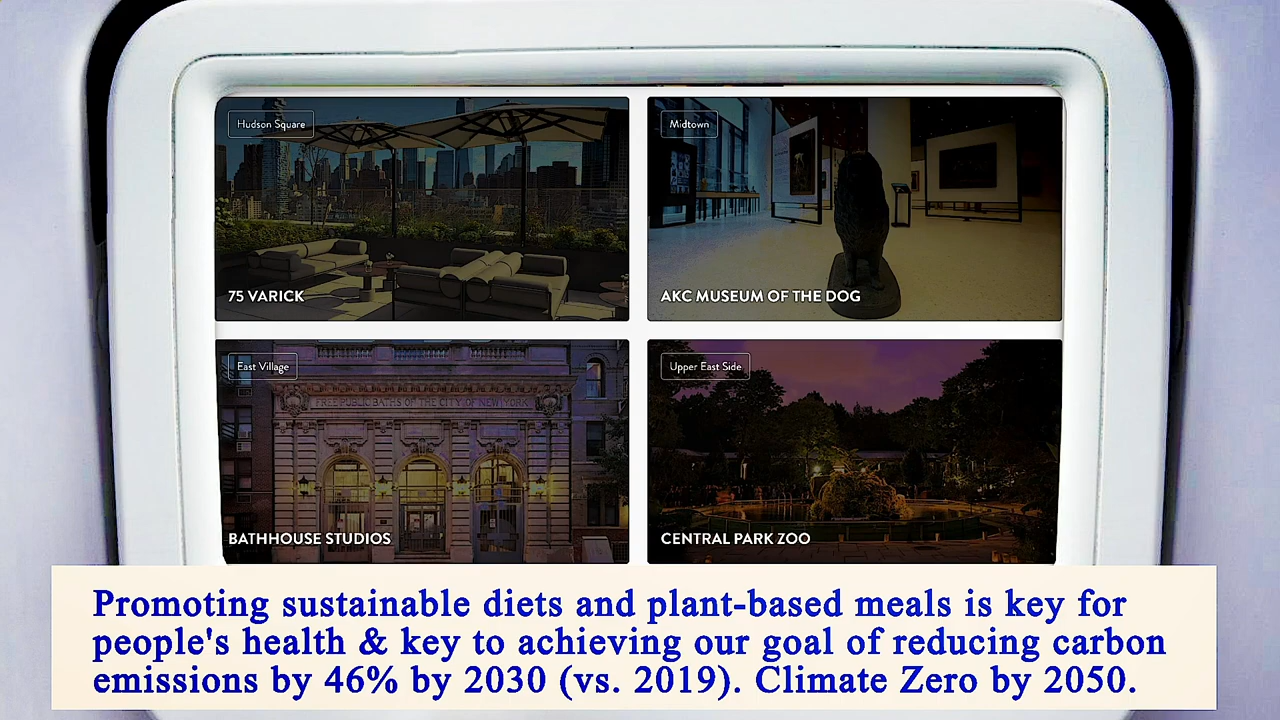 Hudson Square
75 VARICK
Midtown
AKC MUSEUM OF THE DOG
East Village
FREE PUBLIC BATHS OF THE CITY OF NEW YORK
BATHHOUSE STUDIOS
Upper East Side
CENTRAL PARK ZOO
Promoting sustainable diets and plant-based meals is key for
people's health & key to achieving our goal of reducing carbon
emissions by 46% by 2030 (vs. 2019). Climate Zero by 2050.